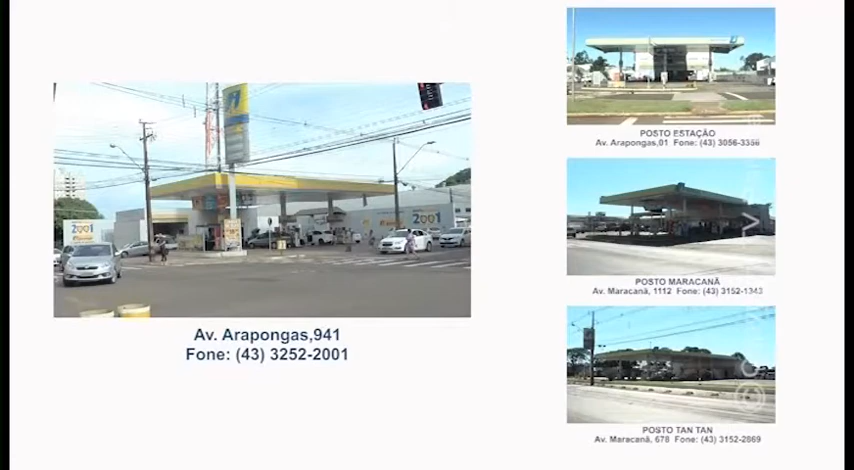 2001
2001
Av. Arapongas,941
Fone: (43) 3252-2001
POSTO ESTAÇÃO
Av. Arapongas,01 Fone: (43) 3056-3356
POSTO MARACANÃ
Av. Maracanã, 1112 Fone: (43) 3152-1343
POSTO TAN TAN
Av. Maracanã, 678 Fone: (43) 3152-2869